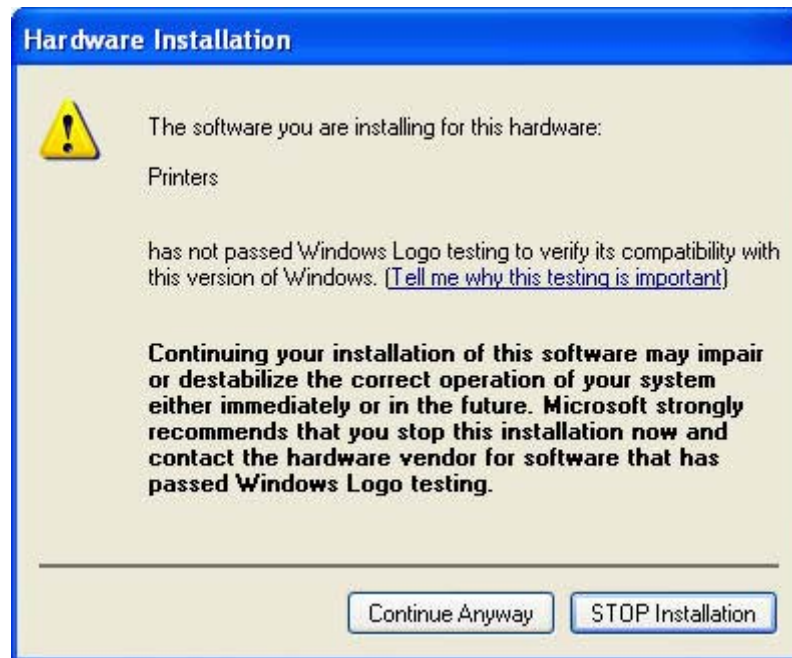 Hardware Installation
The software you are installing for this hardware:
Printers
has not passed Windows Logo testing to verify its compatibility with
this version of Windows. (Tell me why this testing is important)
Continuing your installation of this software may impair
or destabilize the correct operation of your system
either immediately or in the future. Microsoft strongly
recommends that you stop this installation now and
contact the hardware vendor for software that has
passed Windows Logo testing.
Continue Anyway
STOP Installation